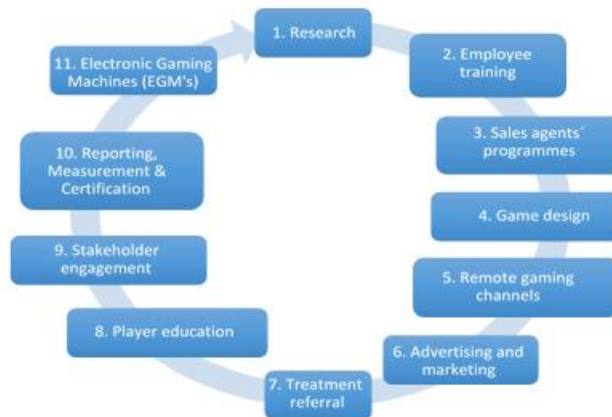 1. Research
2. Employee
training
3. Sales agents´
programmes
4. Game design
5. Remote gaming
channels
6. Advertising and
marketing
7. Treatment
referral
8. Player education
9. Stakeholder
engagement
10. Reporting,
Measurement &
Certification
11. Electronic Gaming
Machines (EGM's)